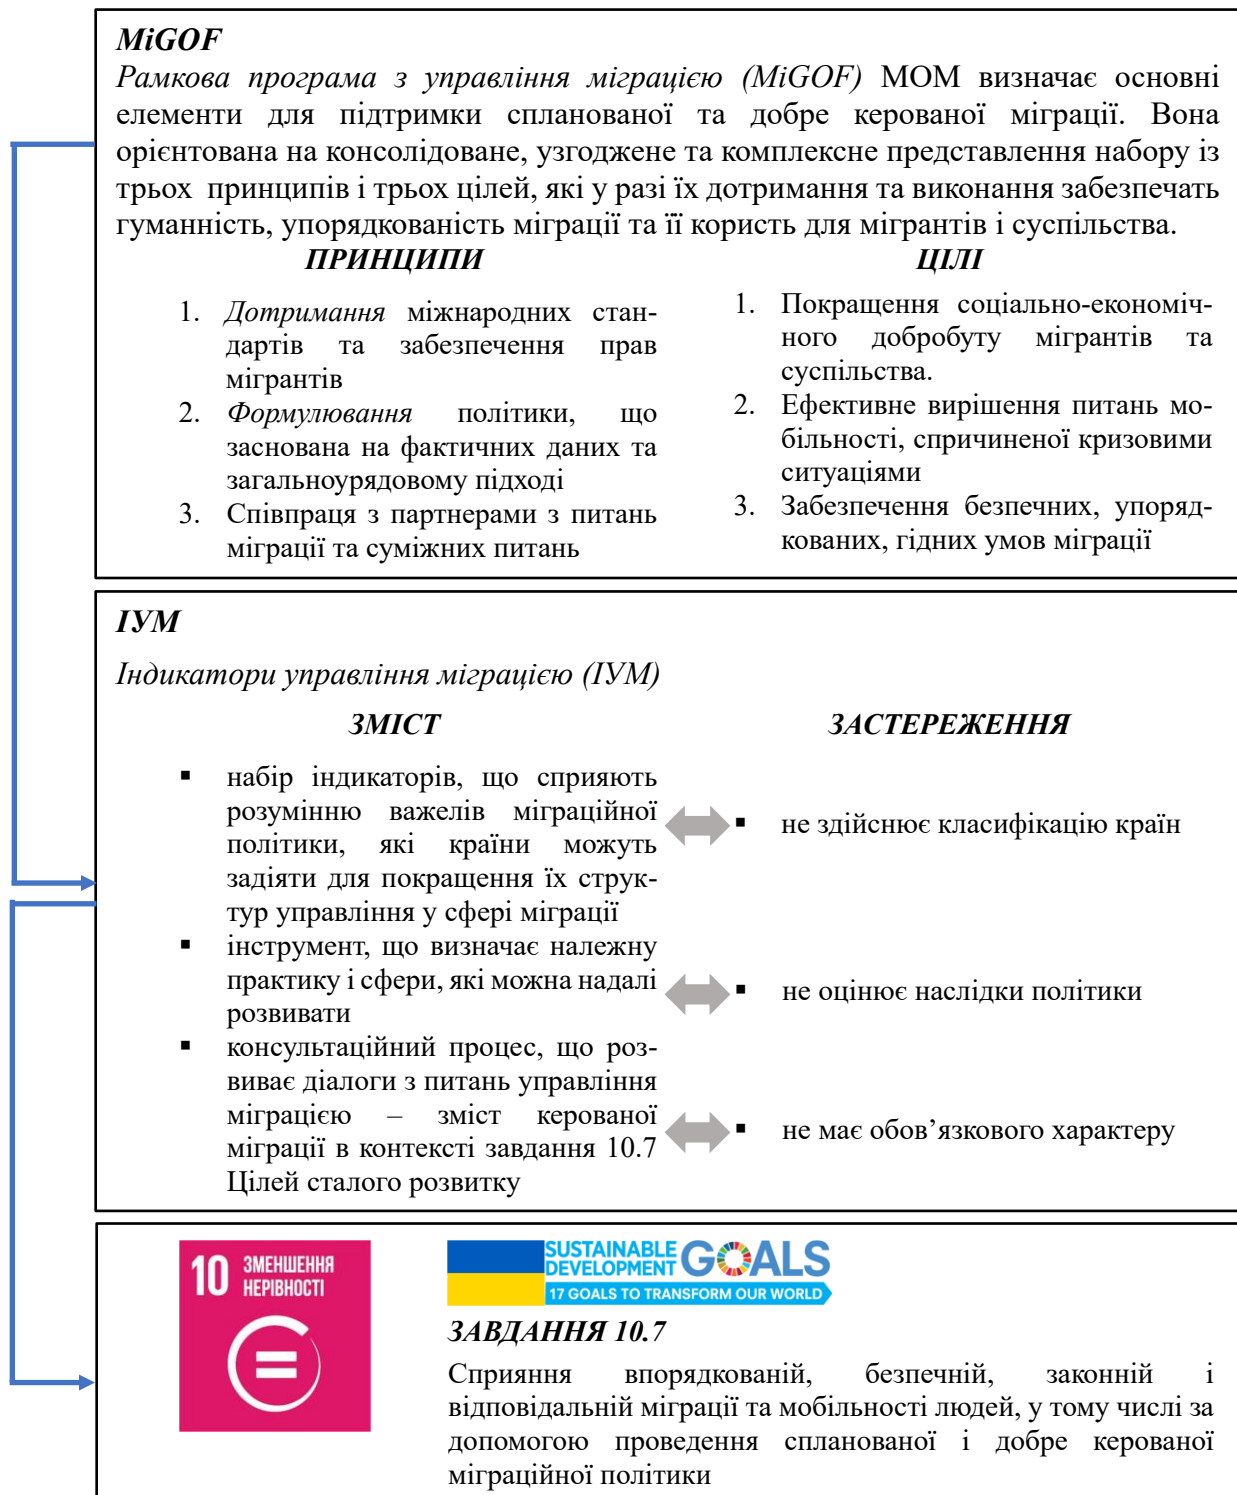 MiGOF
Рамкова програма з управління міграцією (MiGOF) МОМ визначає основні
елементи для підтримки спланованої та добре керованої міграції. Вона
орієнтована на консолідоване, узгоджене та комплексне представлення набору із
трьох принципів і трьох цілей, які у разі їх дотримання та виконання забезпечать
гуманність, упорядкованість міграції та її користь для мігрантів і суспільства.
ПРИНЦИПИ
1. Дотримання міжнародних стан-
дартів та забезпечення прав
мігрантів
2. Формулювання політики, що
заснована на фактичних даних та
загальноурядовому підході
3. Співпраця з партнерами з питань
міграції та суміжних питань
ЦІЛІ
1. Покращення соціально-економіч-
ного добробуту мігрантів та
суспільства.
2. Ефективне вирішення питань мо-
більності, спричиненої кризовими
ситуаціями
3. Забезпечення безпечних, упоряд-
кованих, гідних умов міграції
ІУМ
Індикатори управління міграцією (ІУМ)
ЗМІСТ
▪ набір індикаторів, що сприяють
розумінню важелів міграційної
політики, які країни можуть
задіяти для покращення їх струк-
тур управління у сфері міграції
▪ інструмент, що визначає належну
практику і сфери, які можна надалі
розвивати
▪ консультаційний процес, що роз-
виває діалоги з питань управління
міграцією – зміст керованої
міграції в контексті завдання 10.7
Цілей сталого розвитку
ЗАСТЕРЕЖЕННЯ
▪ не здійснює класифікацію країн
▪ не оцінює наслідки політики
▪ не має обов’язкового характеру
10 ЗМЕНШЕННЯ
НЕРІВНОСТІ
SUSTAINABLE
DEVELOPMENT GOALS
17 GOALS TO TRANSFORM OUR WORLD
ЗАВДАННЯ 10.7
Сприяння впорядкованій, безпечній, законній і
відповідальній міграції та мобільності людей, у тому числі за
допомогою проведення спланованої і добре керованої
міграційної політики